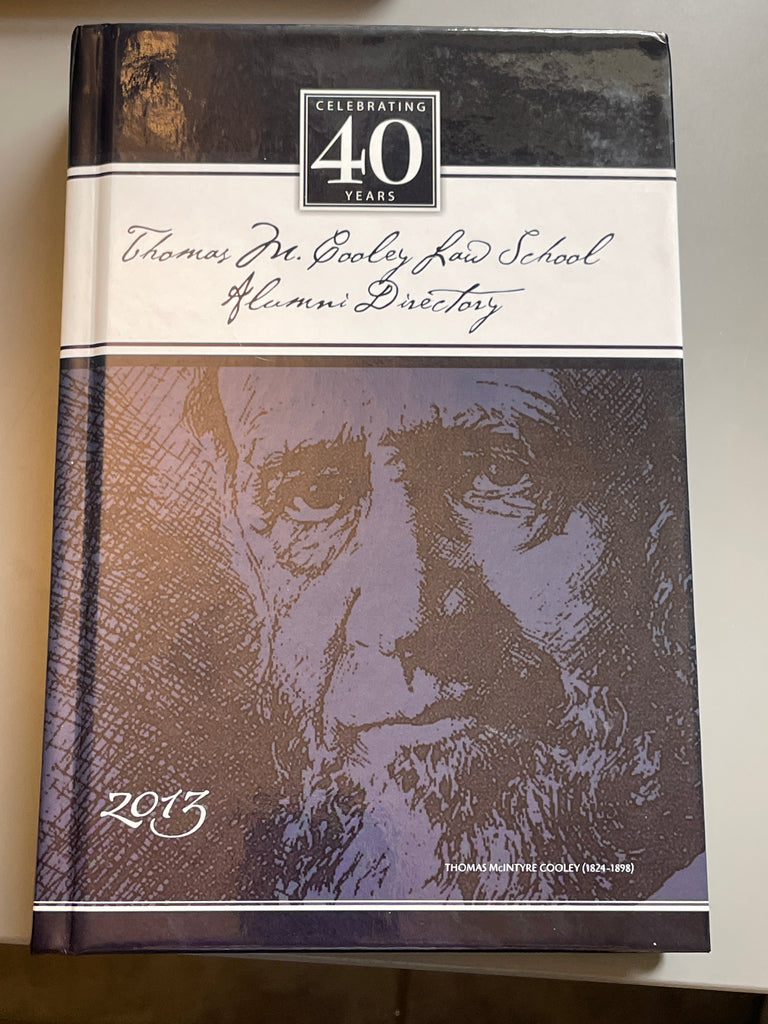 CELEBRATING
40
YEARS
Thomas M. Cooley Law School
Alumni Directory
2013
THOMAS McINTYRE COOLEY (1824-1898)